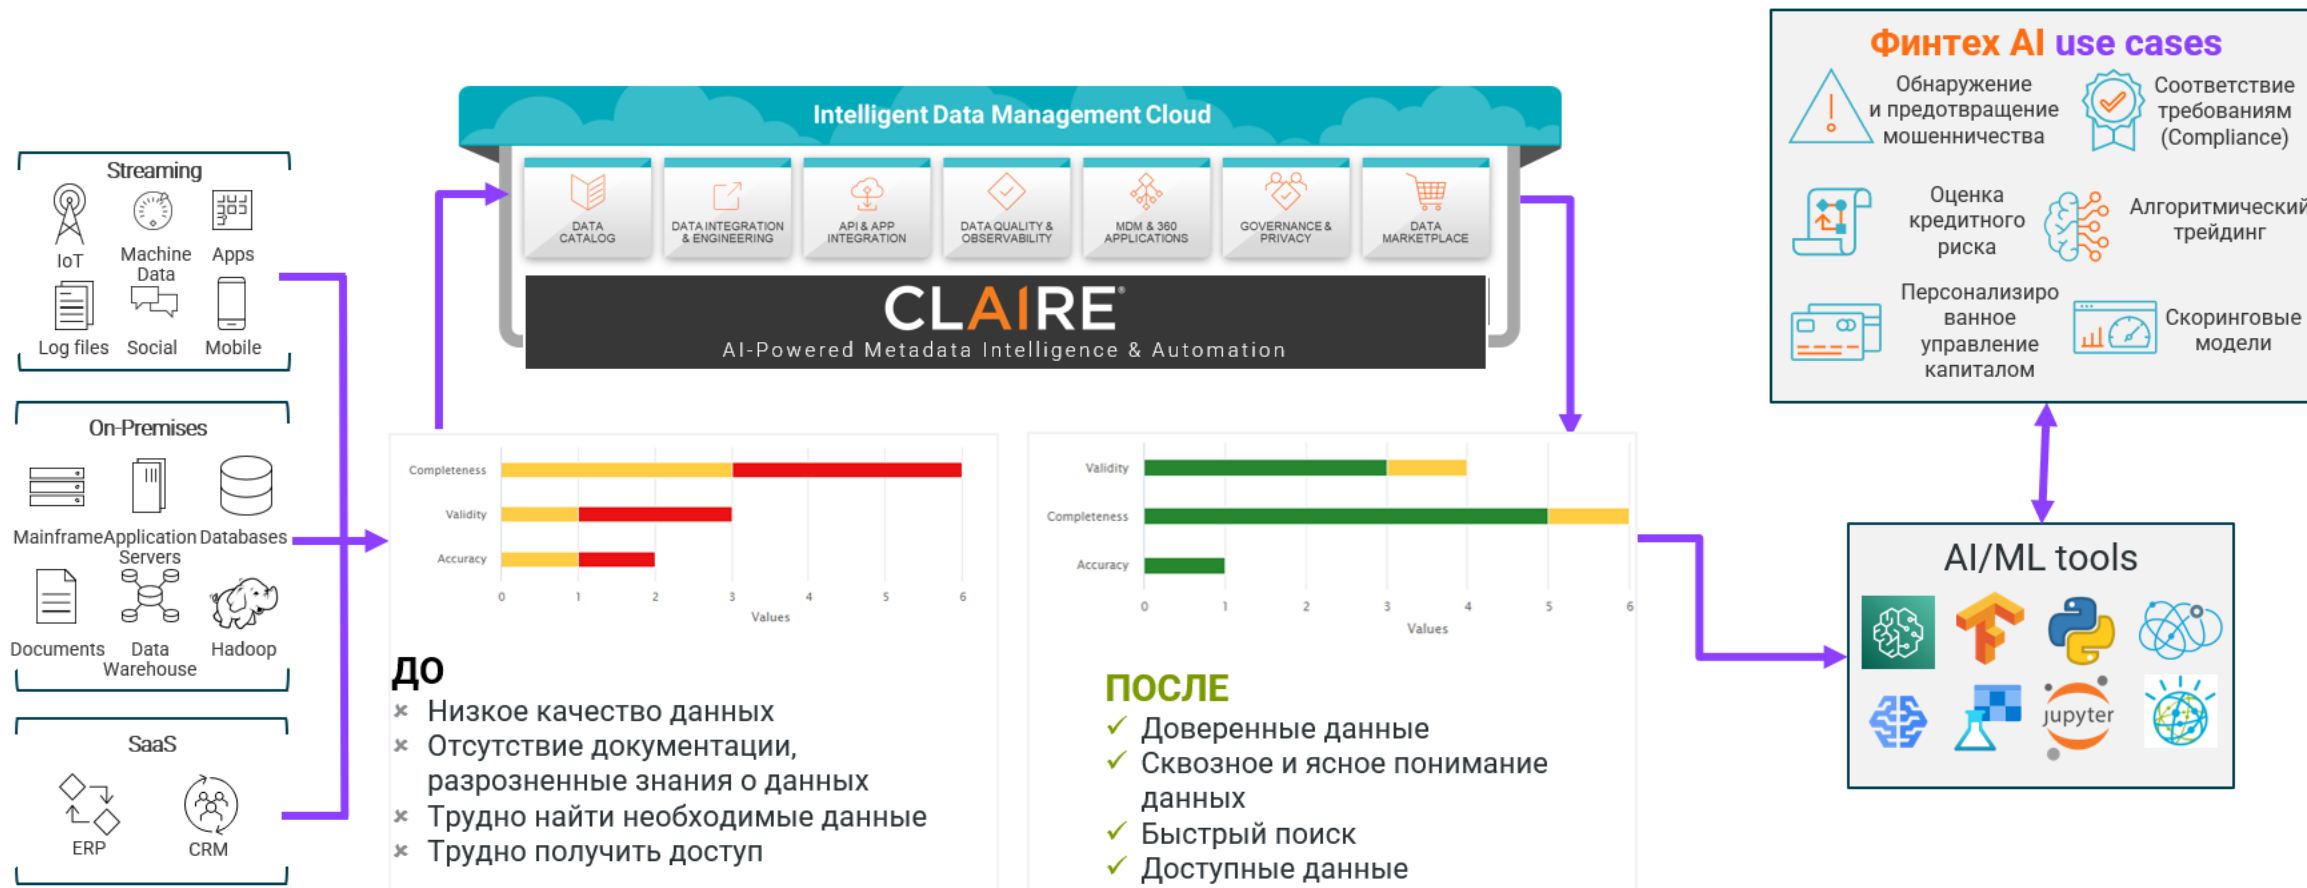 Streaming
IoT
Machine
Data
Apps
Log files
Social
Mobile
On-Premises
Mainframe
Application
Servers
Databases
Documents
Data
Warehouse
Hadoop
SaaS
ERP
CRM
Intelligent Data Management Cloud
DATA
CATALOG
DATA INTEGRATION
& ENGINEERING
API & APP
INTEGRATION
DATA QUALITY &
OBSERVABILITY
MDM & 360
APPLICATIONS
GOVERNANCE &
PRIVACY
DATA
MARKETPLACE
CLAIRE®
AI-Powered Metadata Intelligence & Automation
Completeness
Validity
Accuracy
0 1 2 3 4 5 6
Values
ДО
Низкое качество данных
Отсутствие документации,
разрозненные знания о данных
Трудно найти необходимые данные
Трудно получить доступ
Validity
Completeness
Accuracy
0 1 2 3 4 5 6
Values
ПОСЛЕ
Доверенные данные
Сквозное и ясное понимание
данных
Быстрый поиск
Доступные данные
Финтех AI use cases
Обнаружение
и предотвращение
мошенничества
Соответствие
требованиям
(Compliance)
Оценка
кредитного
риска
Алгоритмический
трейдинг
Персонализиро
ванное
управление
капиталом
Скоринговые
модели
AI/ML tools
jupyter